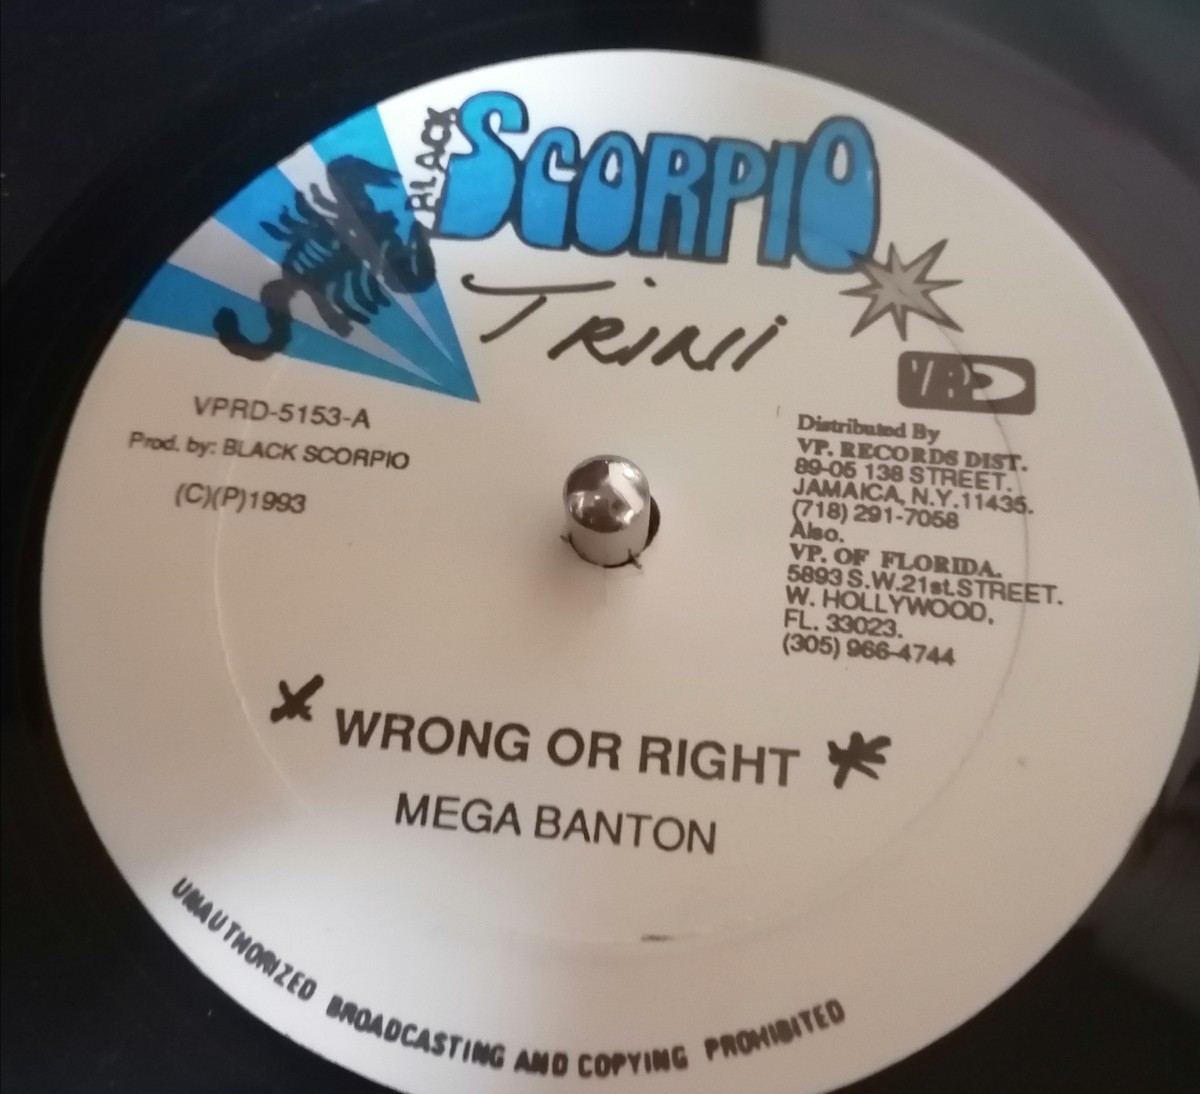 BLACK
SCORPIO
TRINI
VP
VPRD-5153-A
Prod. by: BLACK SCORPIO
(C)(P)1993
Distributed By
VP. RECORDS DIST.
89-05 138 STREET.
JAMAICA, N.Y.11435.
(718) 291-7058
Also.
VP. OF FLORIDA.
5893 S.W.21st.STREET.
W. HOLLYWOOD,
FL. 33023.
(305) 966-4744
WRONG OR RIGHT
MEGA BANTON
UNAUTHORIZED BROADCASTING AND COPYING PROHIBITED